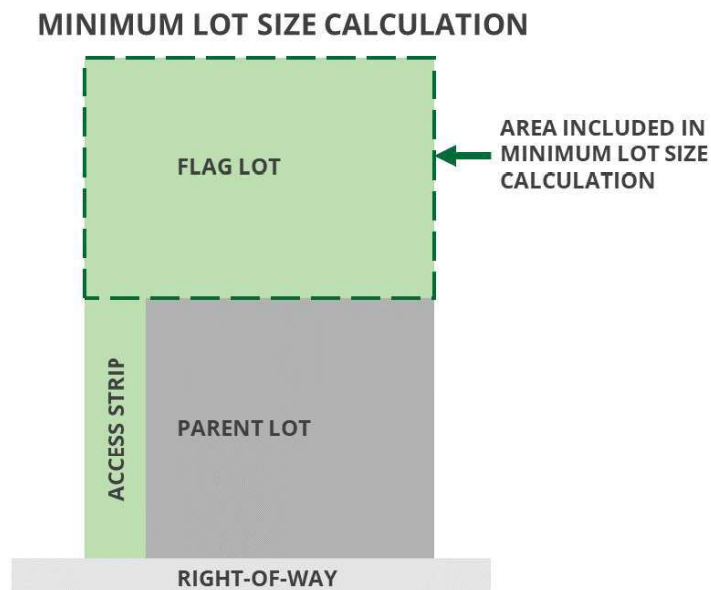 MINIMUM LOT SIZE CALCULATION
FLAG LOT
AREA INCLUDED IN
MINIMUM LOT SIZE
CALCULATION
ACCESS STRIP
PARENT LOT
RIGHT-OF-WAY